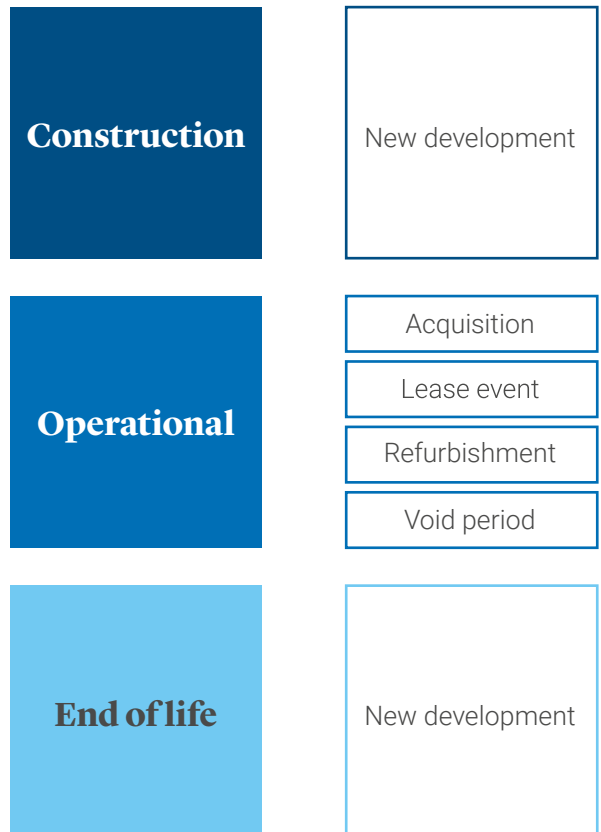 Construction
New development
Operational
Acquisition
Lease event
Refurbishment
Void period
End of life
New development